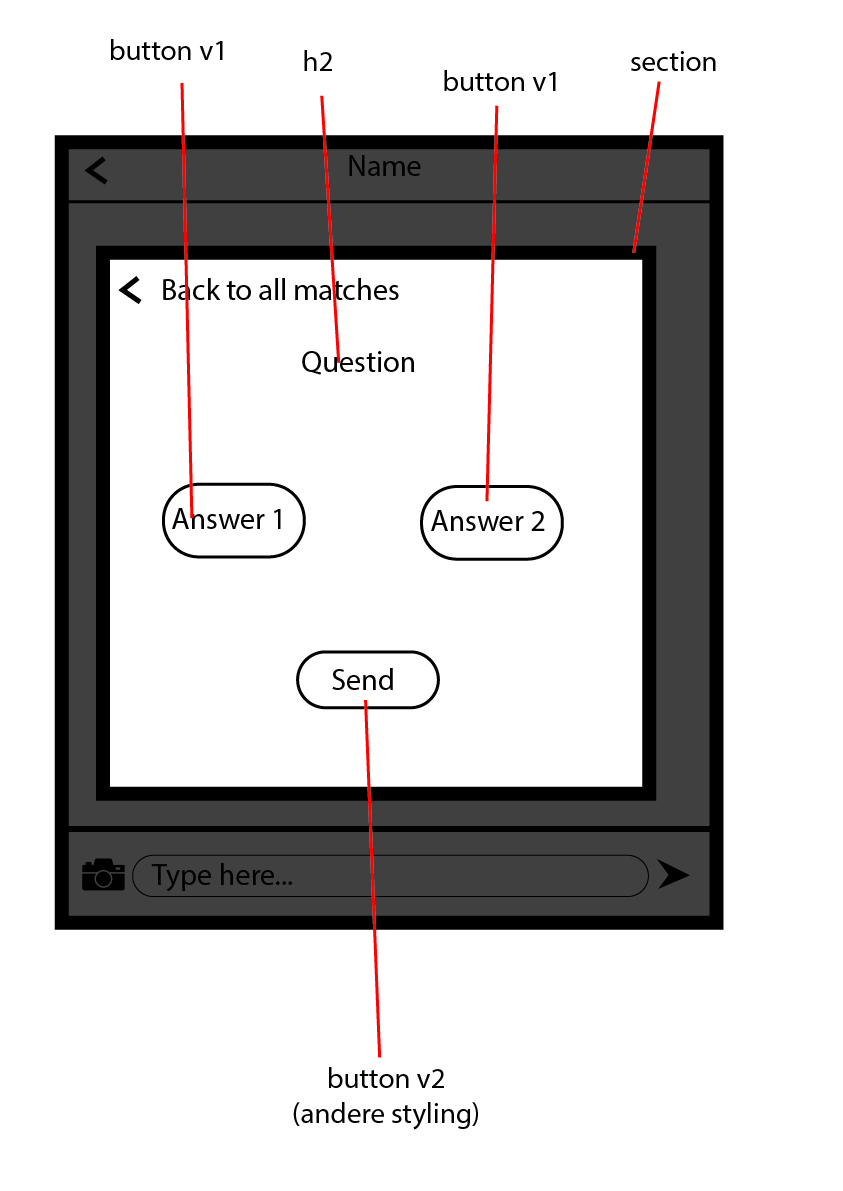 button v1
h2
button v1
section
Name
Back to all matches
Question
Answer 1
Answer 2
Send
Type here...
button v2
(andere styling)